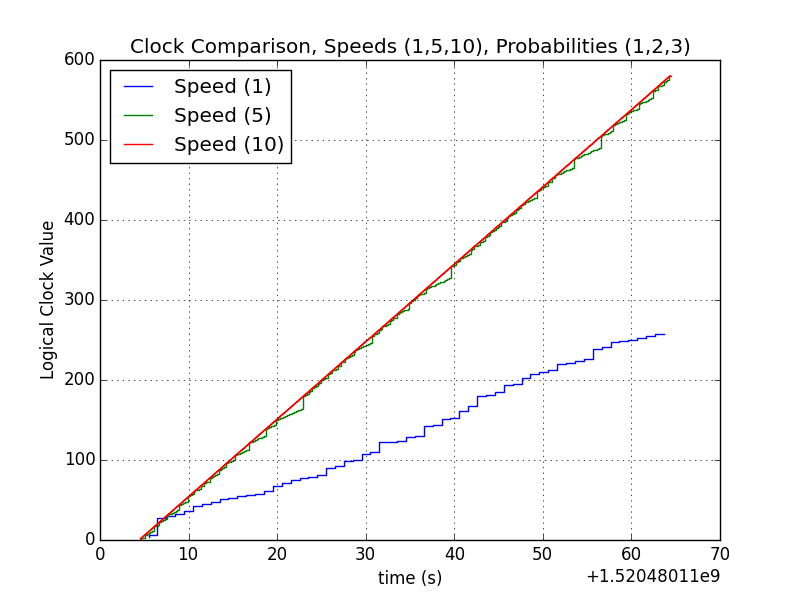 Clock Comparison, Speeds (1,5,10), Probabilities (1,2,3)
600
500
400
300
200
100
0
Logical Clock Value
Speed (1)
Speed (5)
Speed (10)
0 10 20 30 40 50 60 70
time (s)
+1.52048011e9